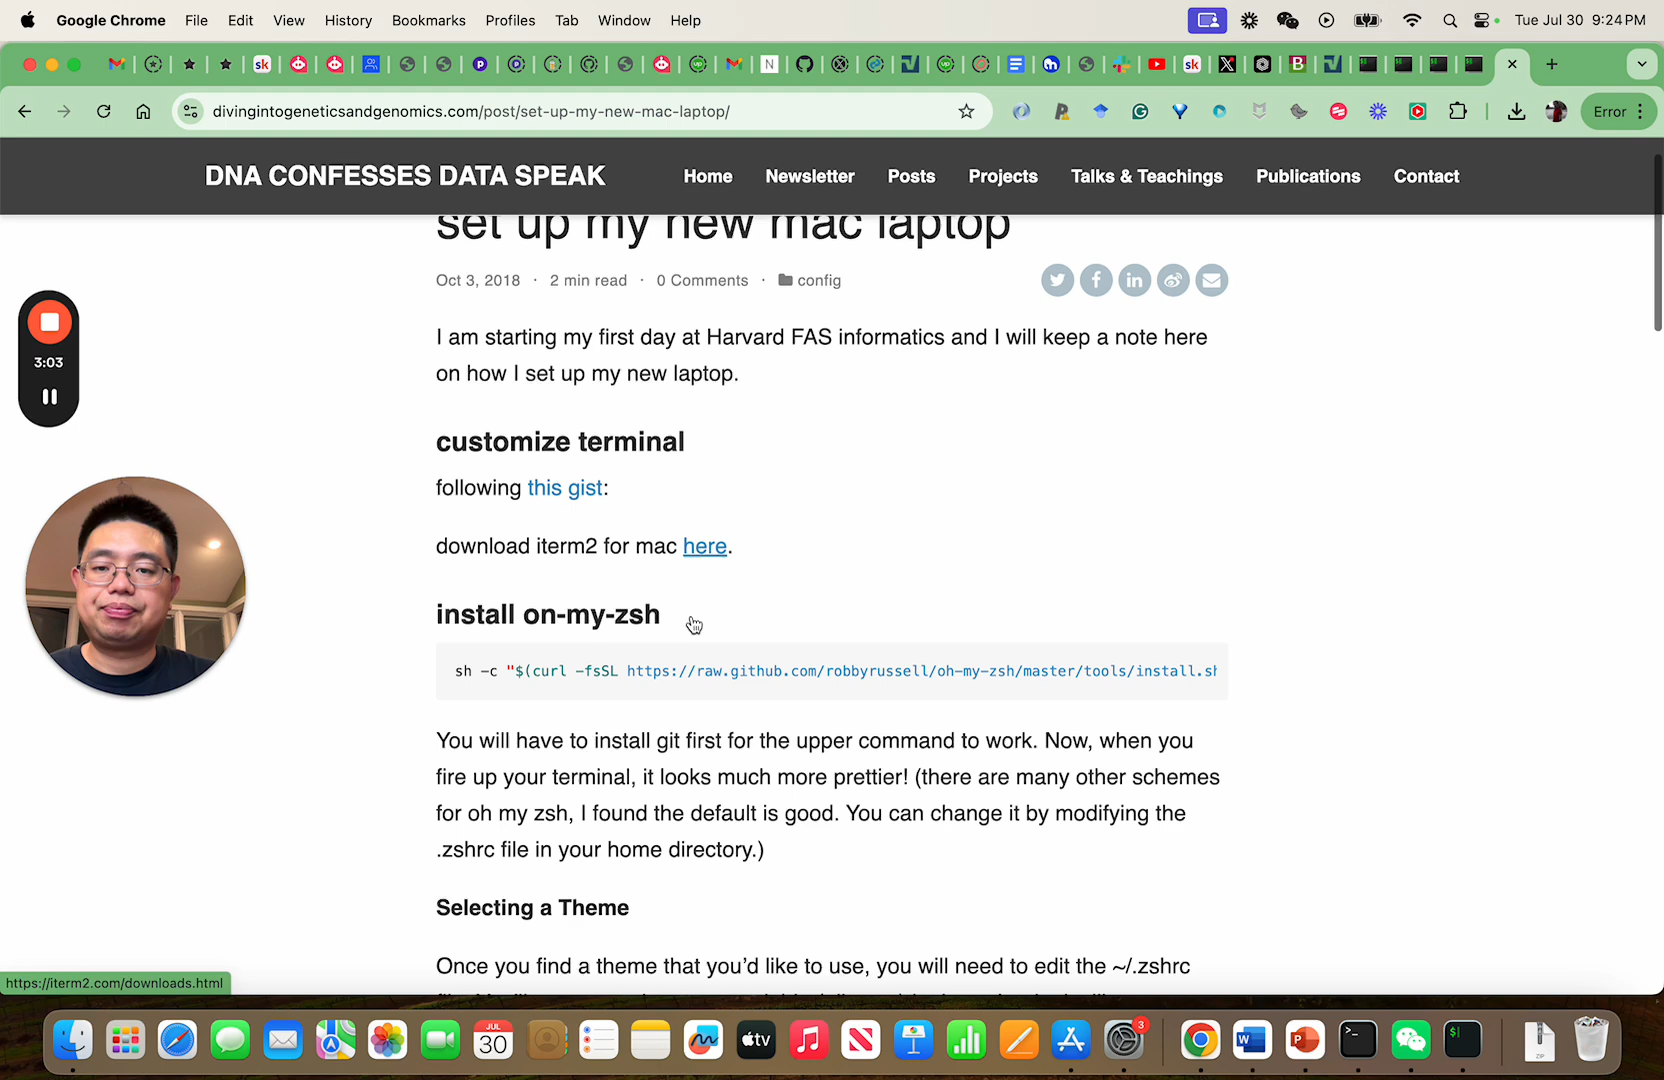 Google Chrome File Edit View History Bookmarks Profiles Tab Window Help Tue Jul 30 9:24 PM
divingintogeneticsandgenomics.com/post/set-up-my-new-mac-laptop/ Error
DNA CONFESSES DATA SPEAK Home Newsletter Posts Projects Talks & Teachings Publications Contact
set up my new mac laptop
Oct 3, 2018 · 2 min read · 0 Comments · config
I am starting my first day at Harvard FAS informatics and I will keep a note here
on how I set up my new laptop.
3:03
customize terminal
following this gist:
download iterm2 for mac here.
install on-my-zsh
sh -c "$(curl -fsSL https://raw.github.com/robbyrussell/oh-my-zsh/master/tools/install.sh
You will have to install git first for the upper command to work. Now, when you
fire up your terminal, it looks much more prettier! (there are many other schemes
for oh my zsh, I found the default is good. You can change it by modifying the
.zshrc file in your home directory.)
Selecting a Theme
Once you find a theme that you’d like to use, you will need to edit the ~/.zshrc
https://iterm2.com/downloads.html
JUL
30
tv
3
ZIP